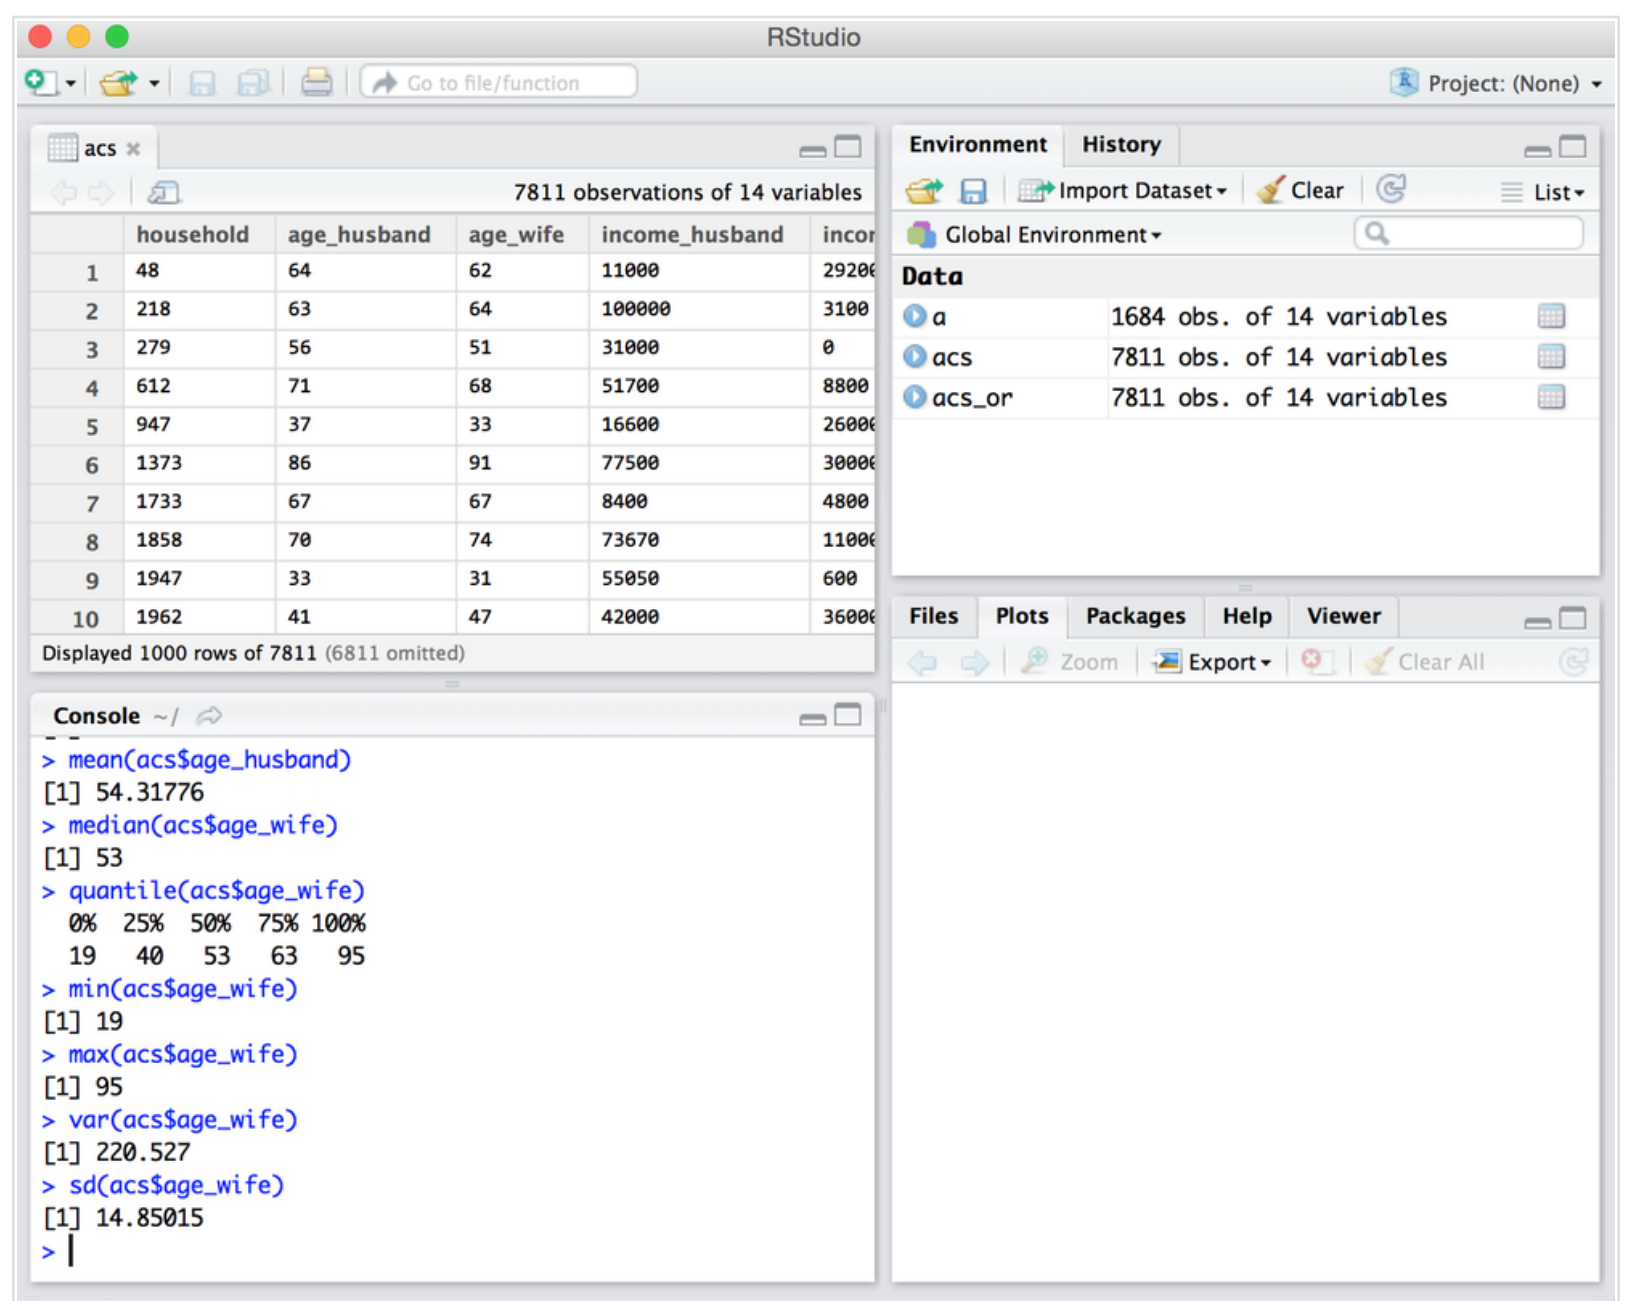 RStudio
Go to file/function
Project: (None)
acs
7811 observations of 14 variables
household age_husband age_wife income_husband incor
1 48 64 62 11000 29200
2 218 63 64 100000 3100
3 279 56 51 31000 0
4 612 71 68 51700 8800
5 947 37 33 16600 26000
6 1373 86 91 77500 30000
7 1733 67 67 8400 4800
8 1858 70 74 73670 11000
9 1947 33 31 55050 600
10 1962 41 47 42000 36000
Displayed 1000 rows of 7811 (6811 omitted)
Console ~/
> mean(acs$age_husband)
[1] 54.31776
> median(acs$age_wife)
[1] 53
> quantile(acs$age_wife)
0% 25% 50% 75% 100%
19 40 53 63 95
> min(acs$age_wife)
[1] 19
> max(acs$age_wife)
[1] 95
> var(acs$age_wife)
[1] 220.527
> sd(acs$age_wife)
[1] 14.85015
>
Environment History
Import Dataset Clear List
Global Environment
Data
a 1684 obs. of 14 variables
acs 7811 obs. of 14 variables
acs_or 7811 obs. of 14 variables
Files Plots Packages Help Viewer
Zoom Export Clear All